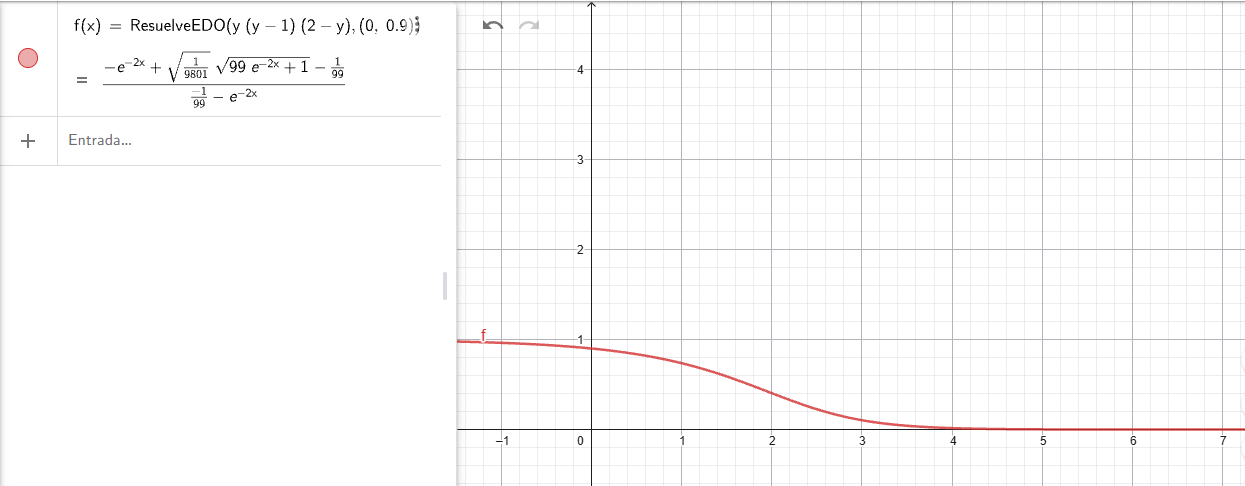 f(x) = ResuelveEDO(y (y − 1) (2 − y), (0, 0.9))
= (−e^(−2x) + √(1/9801) √(99 e^(−2x) + 1) − 1/99) / (−1/99 − e^(−2x))
+ Entrada...
4
3
2
f
1
−1 0 1 2 3 4 5 6 7